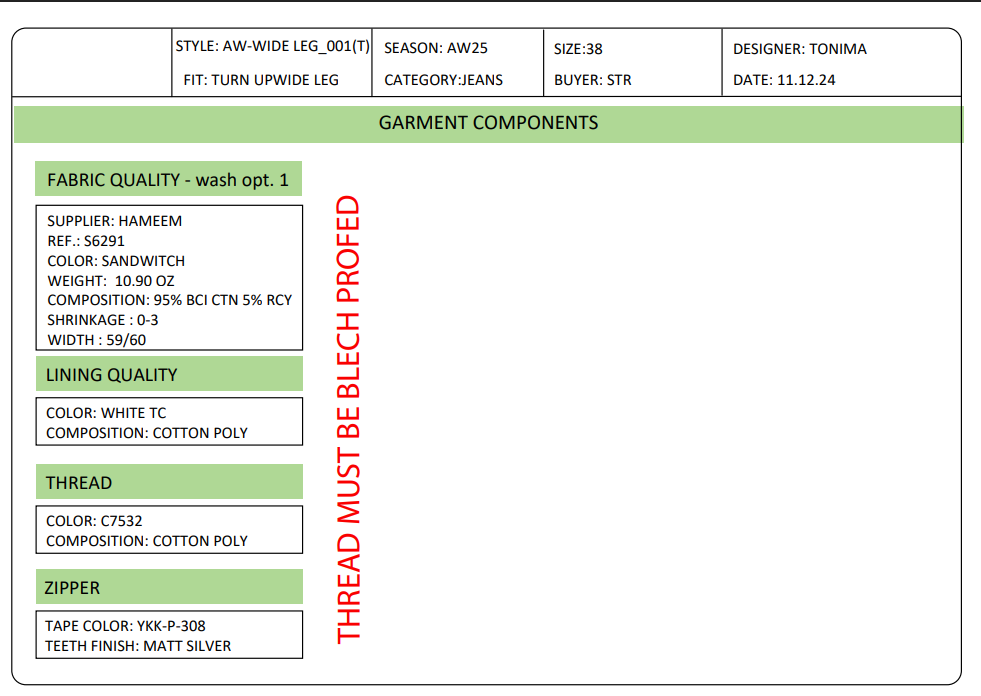 STYLE: AW-WIDE LEG_001(T)
FIT: TURN UPWIDE LEG
SEASON: AW25
CATEGORY:JEANS
SIZE:38
BUYER: STR
DESIGNER: TONIMA
DATE: 11.12.24
GARMENT COMPONENTS
FABRIC QUALITY - wash opt. 1
SUPPLIER: HAMEEM
REF.: S6291
COLOR: SANDWITCH
WEIGHT:  10.90 OZ
COMPOSITION: 95% BCI CTN 5% RCY
SHRINKAGE : 0-3
WIDTH : 59/60
LINING QUALITY
COLOR: WHITE TC
COMPOSITION: COTTON POLY
THREAD
COLOR: C7532
COMPOSITION: COTTON POLY
ZIPPER
TAPE COLOR: YKK-P-308
TEETH FINISH: MATT SILVER
THREAD MUST BE BLECH PROFED